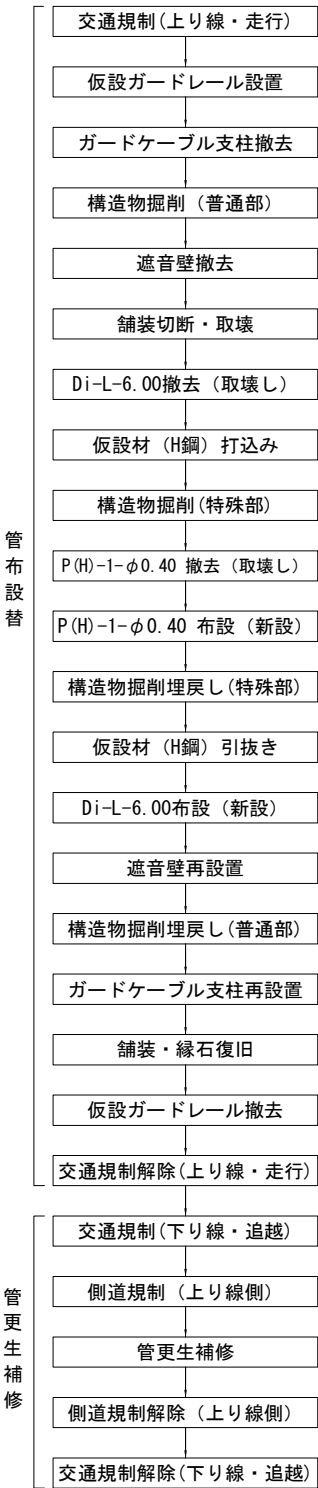 管布設替
交通規制(上り線・走行)
仮設ガードレール設置
ガードケーブル支柱撤去
構造物掘削（普通部）
遮音壁撤去
舗装切断・取壊
Di-L-6.00撤去（取壊し）
仮設材（H鋼）打込み
構造物掘削(特殊部)
P(H)-1-φ0.40 撤去（取壊し）
P(H)-1-φ0.40 布設（新設）
構造物掘削埋戻し(特殊部)
仮設材（H鋼）引抜き
Di-L-6.00布設（新設）
遮音壁再設置
構造物掘削埋戻し(普通部)
ガードケーブル支柱再設置
舗装・縁石復旧
仮設ガードレール撤去
交通規制解除(上り線・走行)
管更生補修
交通規制(下り線・追越)
側道規制（上り線側）
管更生補修
側道規制解除（上り線側）
交通規制解除(下り線・追越)